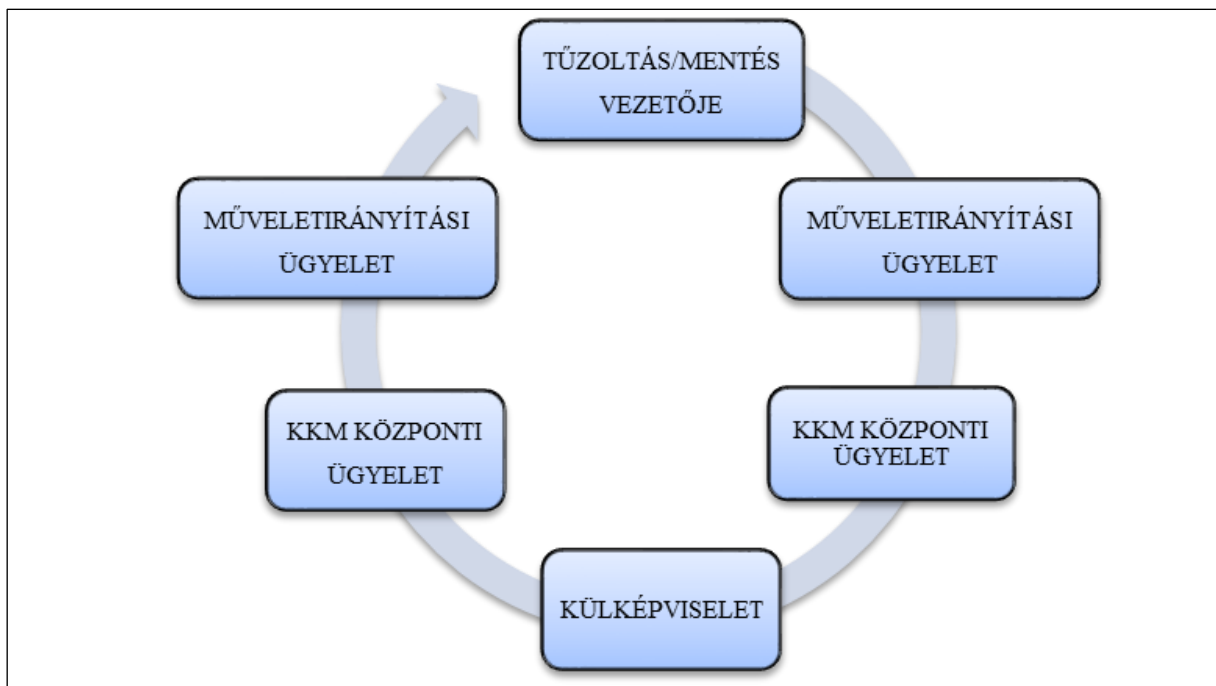 TŰZOLTÁS/MENTÉS
VEZETŐJE
MŰVELETIRÁNYÍTÁSI
ÜGYELET
MŰVELETIRÁNYÍTÁSI
ÜGYELET
KKM KÖZPONTI
ÜGYELET
KKM KÖZPONTI
ÜGYELET
KÜLKÉPVISELET